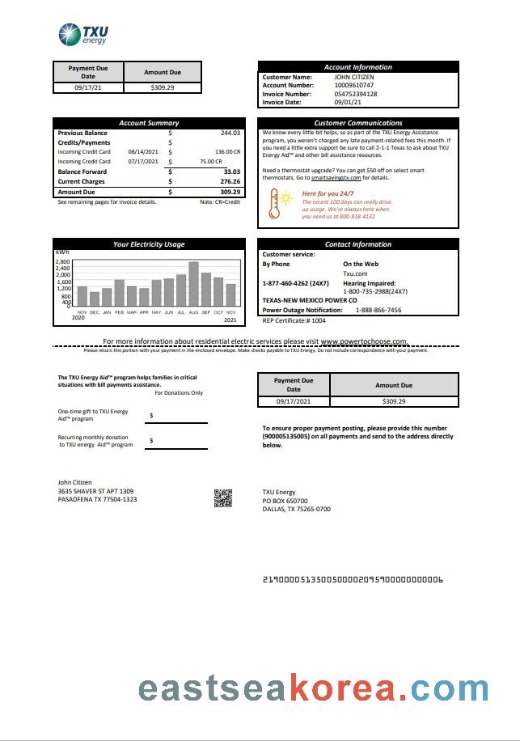 TXU
energy
Payment Due
Date
Amount Due
09/17/21
$309.29
Account Information
Customer Name: JOHN CITIZEN
Account Number: 10009610747
Invoice Number: 054752394128
Invoice Date: 09/01/21
Account Summary
Previous Balance $ 244.03
Credits/Payments $
Incoming Credit Card 08/14/2021 $ 136.00 CR
Incoming Credit Card 07/17/2021 $ 75.00 CR
Balance Forward $ 33.03
Current Charges $ 276.26
Amount Due $ 309.29
See remaining pages for invoice details. Note: CR=Credit
Customer Communications
We know every little bit helps, so as part of the TXU Energy Assistance
program, you weren't charged any late payment-related fees this month. If
you need a little extra support be sure to call 2-1-1 Texas to ask about TXU
Energy Aid℠ and other bill assistance resources.
Need a thermostat upgrade? You can get $50 off on select smart
thermostats. Go to smartsavingstx.com for details.
Here for you 24/7
The recent 100 days can really drive
up usage. We're always here when
you need us at 800-818-4132
Your Electricity Usage
kWh
2,800
2,400
2,000
1,600
1,200
800
400
0
NOV DEC JAN FEB MAR APR MAY JUN JUL AUG SEP OCT NOV
2020 2021
Contact Information
Customer service:
By Phone On the Web
Txu.com
1-877-460-4262 (24X7) Hearing Impaired:
1-800-735-2988(24X7)
TEXAS-NEW MEXICO POWER CO
Power Outage Notification: 1-888-866-7456
REP Certificate:# 1004
For more information about residential electric services please visit www.powertochoose.com.
Please return this portion with your payment in the enclosed envelope. Make checks payable to TXU Energy. Do not include correspondence with your payment.
The TXU Energy Aid℠ program helps families in critical
situations with bill payments assistance.
For Donations Only
One-time gift to TXU Energy
Aid℠ program $
Recurring monthly donation
to TXU energy Aid℠ program $
Payment Due
Date
Amount Due
09/17/2021
$309.29
To ensure proper payment posting, please provide this number
(900005135005) on all payments and send to the address directly
below.
John Citizen
3635 SHAVER ST APT 1309
PASADFENA TX 77504-1323
TXU Energy
PO BOX 650700
DALLAS, TX 75265-0700
eastseakorea.com